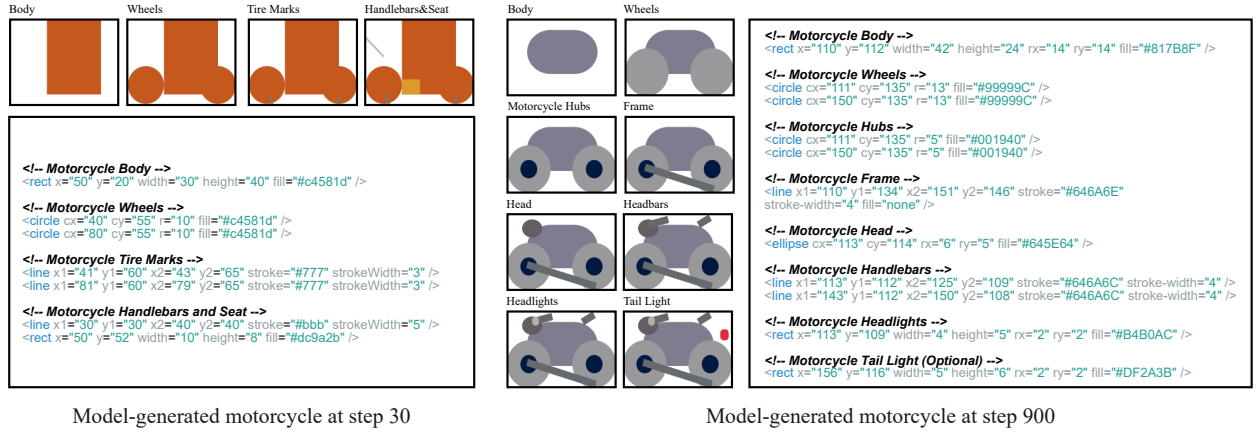 Body
Wheels
Tire Marks
Handlebars&Seat
<!-- Motorcycle Body -->
<rect x="50" y="20" width="30" height="40" fill="#c4581d" />
<!-- Motorcycle Wheels -->
<circle cx="40" cy="55" r="10" fill="#c4581d" />
<circle cx="80" cy="55" r="10" fill="#c4581d" />
<!-- Motorcycle Tire Marks -->
<line x1="41" y1="60" x2="43" y2="65" stroke="#777" strokeWidth="3" />
<line x1="81" y1="60" x2="79" y2="65" stroke="#777" strokeWidth="3" />
<!-- Motorcycle Handlebars and Seat -->
<line x1="30" y1="30" x2="40" y2="40" stroke="#bbb" strokeWidth="5" />
<rect x="50" y="52" width="10" height="8" fill="#dc9a2b" />
Model-generated motorcycle at step 30
Body
Wheels
Motorcycle Hubs
Frame
Head
Headbars
Headlights
Tail Light
<!-- Motorcycle Body -->
<rect x="110" y="112" width="42" height="24" rx="14" ry="14" fill="#817B8F" />
<!-- Motorcycle Wheels -->
<circle cx="111" cy="135" r="13" fill="#99999C" />
<circle cx="150" cy="135" r="13" fill="#99999C" />
<!-- Motorcycle Hubs -->
<circle cx="111" cy="135" r="5" fill="#001940" />
<circle cx="150" cy="135" r="5" fill="#001940" />
<!-- Motorcycle Frame -->
<line x1="110" y1="134" x2="151" y2="146" stroke="#646A6E"
stroke-width="4" fill="none" />
<!-- Motorcycle Head -->
<ellipse cx="113" cy="114" rx="6" ry="5" fill="#645E64" />
<!-- Motorcycle Handlebars -->
<line x1="113" y1="112" x2="125" y2="109" stroke="#646A6C" stroke-width="4" />
<line x1="143" y1="112" x2="150" y2="108" stroke="#646A6C" stroke-width="4" />
<!-- Motorcycle Headlights -->
<rect x="113" y="109" width="4" height="5" rx="2" ry="2" fill="#B4B0AC" />
<!-- Motorcycle Tail Light (Optional) -->
<rect x="156" y="116" width="5" height="6" rx="2" ry="2" fill="#DF2A3B" />
Model-generated motorcycle at step 900